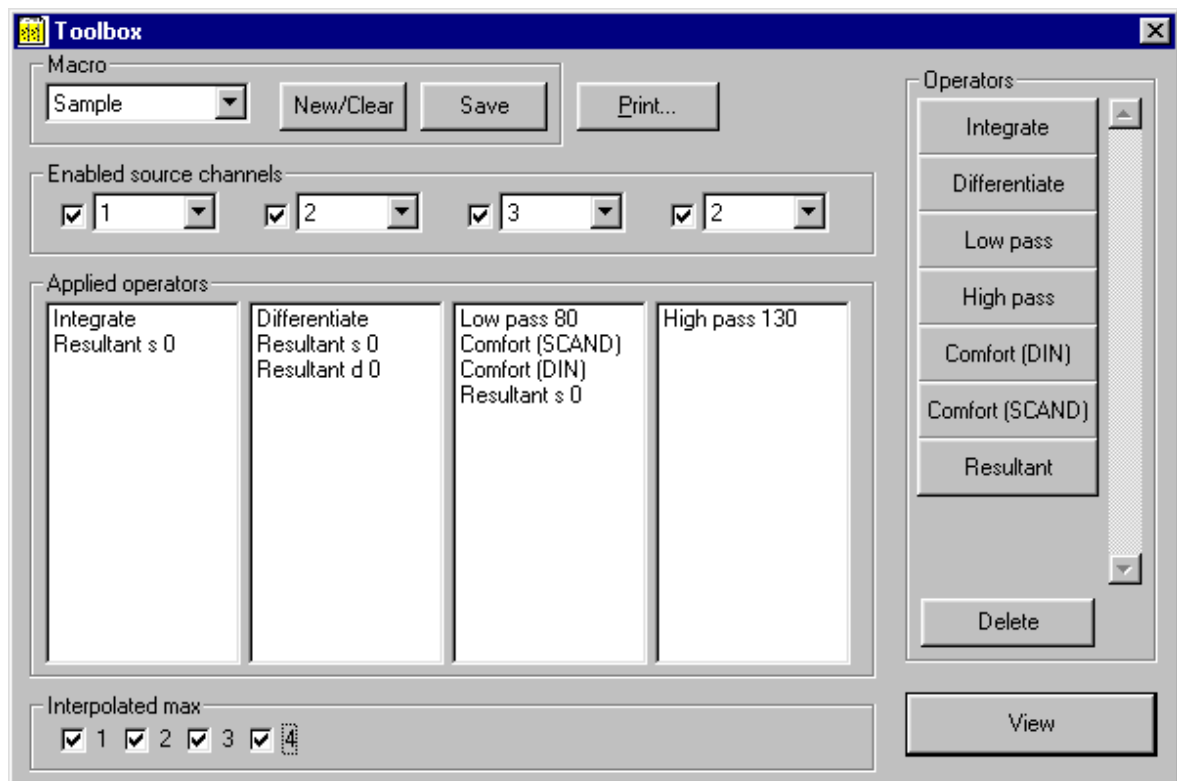 Toolbox
Macro
Sample
New/Clear
Save
Print...
Enabled source channels
1
2
3
2
Applied operators
Integrate
Resultant s 0
Differentiate
Resultant s 0
Resultant d 0
Low pass 80
Comfort (SCAND)
Comfort (DIN)
Resultant s 0
High pass 130
Interpolated max
1 2 3 4
Operators
Integrate
Differentiate
Low pass
High pass
Comfort (DIN)
Comfort (SCAND)
Resultant
Delete
View